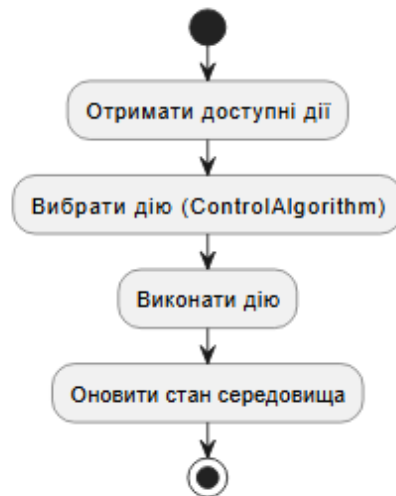 Отримати доступні дії
Вибрати дію (ControlAlgorithm)
Виконати дію
Оновити стан середовища